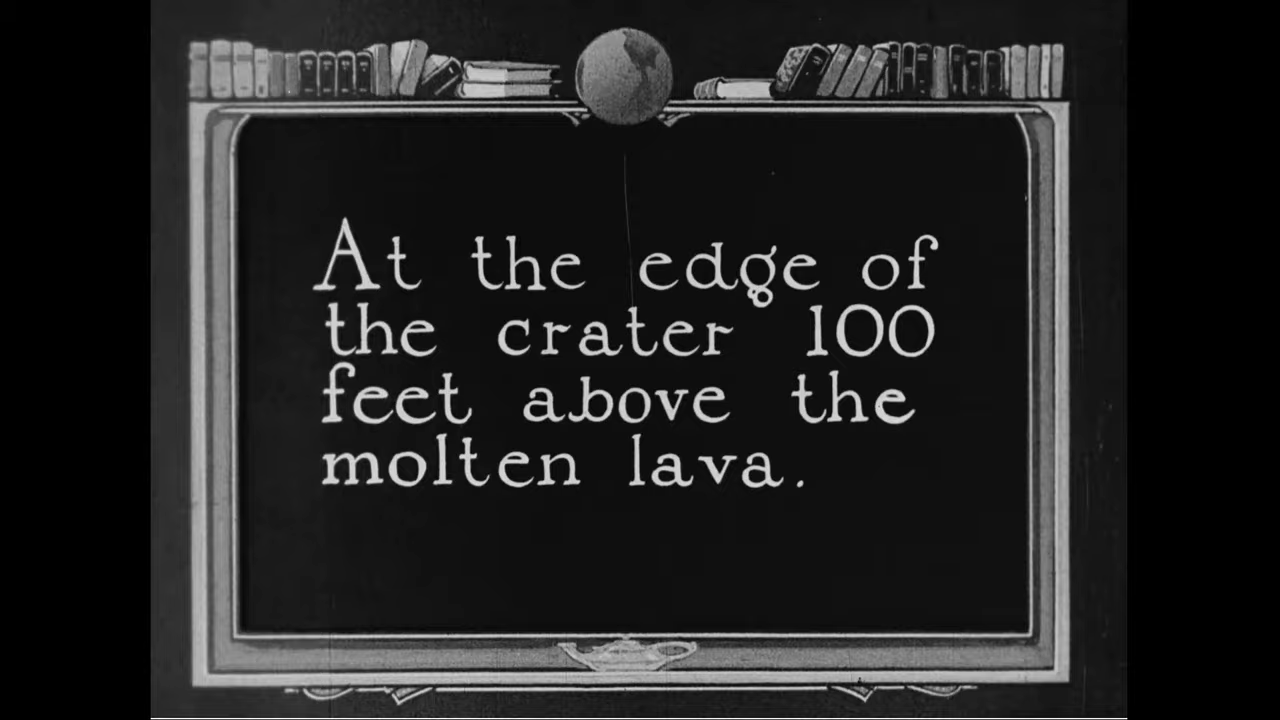 At the edge of
the crater 100
feet above the
molten lava.